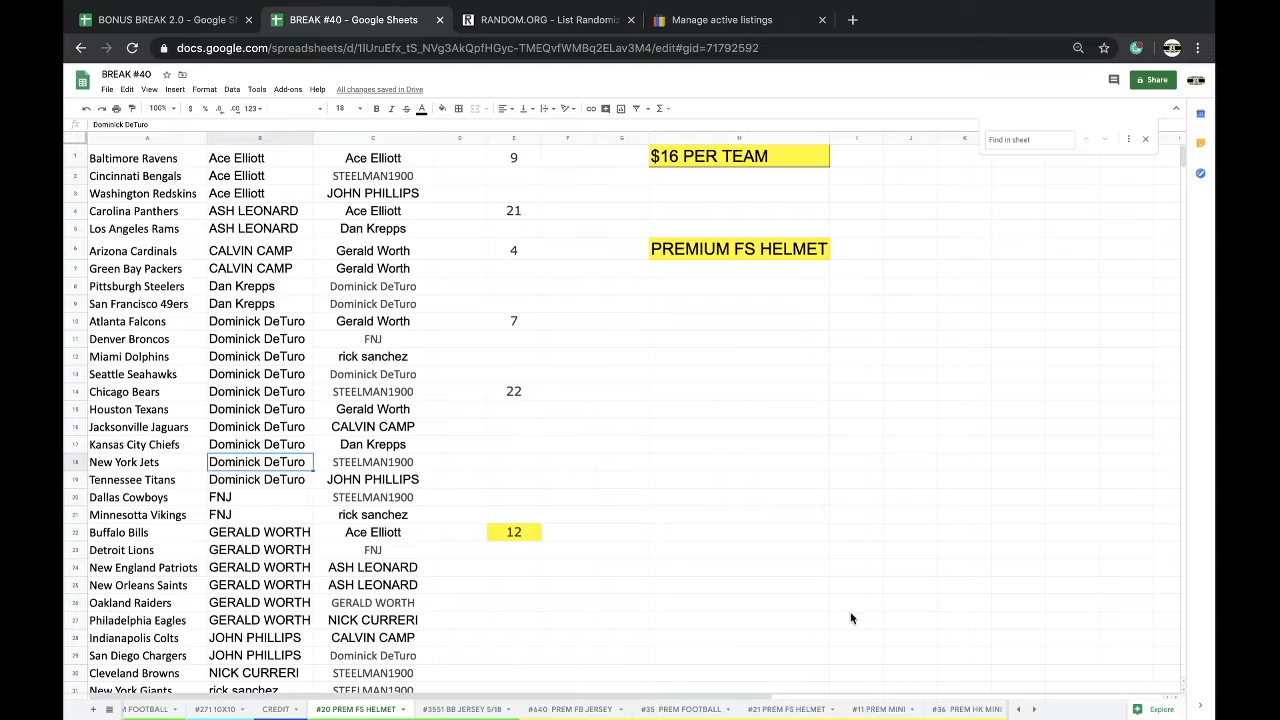 BONUS BREAK 2.0 - Google Sh
BREAK #40 - Google Sheets
RANDOM.ORG - List Randomiz
Manage active listings
docs.google.com/spreadsheets/d/1lUruEfx_tS_NVg3AkQpfHGyc-TMEQvfWMBq2ELav3M4/edit#gid=71792592
BREAK #40
File Edit View Insert Format Data Tools Add-ons Help All changes saved in Drive
Share
100% $ % .0 .00 123 18 B I S A
fx Dominick DeTuro
Find in sheet
A B C D E F G H I J K
1 Baltimore Ravens Ace Elliott Ace Elliott 9 $16 PER TEAM
2 Cincinnati Bengals Ace Elliott STEELMAN1900
3 Washington Redskins Ace Elliott JOHN PHILLIPS
4 Carolina Panthers ASH LEONARD Ace Elliott 21
5 Los Angeles Rams ASH LEONARD Dan Krepps
6 Arizona Cardinals CALVIN CAMP Gerald Worth 4 PREMIUM FS HELMET
7 Green Bay Packers CALVIN CAMP Gerald Worth
8 Pittsburgh Steelers Dan Krepps Dominick DeTuro
9 San Francisco 49ers Dan Krepps Dominick DeTuro
10 Atlanta Falcons Dominick DeTuro Gerald Worth 7
11 Denver Broncos Dominick DeTuro FNJ
12 Miami Dolphins Dominick DeTuro rick sanchez
13 Seattle Seahawks Dominick DeTuro Dominick DeTuro
14 Chicago Bears Dominick DeTuro STEELMAN1900 22
15 Houston Texans Dominick DeTuro Gerald Worth
16 Jacksonville Jaguars Dominick DeTuro CALVIN CAMP
17 Kansas City Chiefs Dominick DeTuro Dan Krepps
18 New York Jets Dominick DeTuro STEELMAN1900
19 Tennessee Titans Dominick DeTuro JOHN PHILLIPS
20 Dallas Cowboys FNJ STEELMAN1900
21 Minnesotta Vikings FNJ rick sanchez
22 Buffalo Bills GERALD WORTH Ace Elliott 12
23 Detroit Lions GERALD WORTH FNJ
24 New England Patriots GERALD WORTH ASH LEONARD
25 New Orleans Saints GERALD WORTH ASH LEONARD
26 Oakland Raiders GERALD WORTH GERALD WORTH
27 Philadelphia Eagles GERALD WORTH NICK CURRERI
28 Indianapolis Colts JOHN PHILLIPS CALVIN CAMP
29 San Diego Chargers JOHN PHILLIPS Dominick DeTuro
30 Cleveland Browns NICK CURRERI STEELMAN1900
31 New York Giants rick sanchez STEELMAN1900
M FOOTBALL #271 10X10 CREDIT #20 PREM FS HELMET #3551 BB JERSEY 5/18 #640 PREM FB JERSEY #35 PREM FOOTBALL #21 PREM FS HELMET #11 PREM MINI #36 PREM HK MINI
Explore